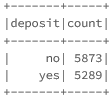 +-------+-----+
|deposit|count|
+-------+-----+
|     no| 5873|
|    yes| 5289|
+-------+-----+